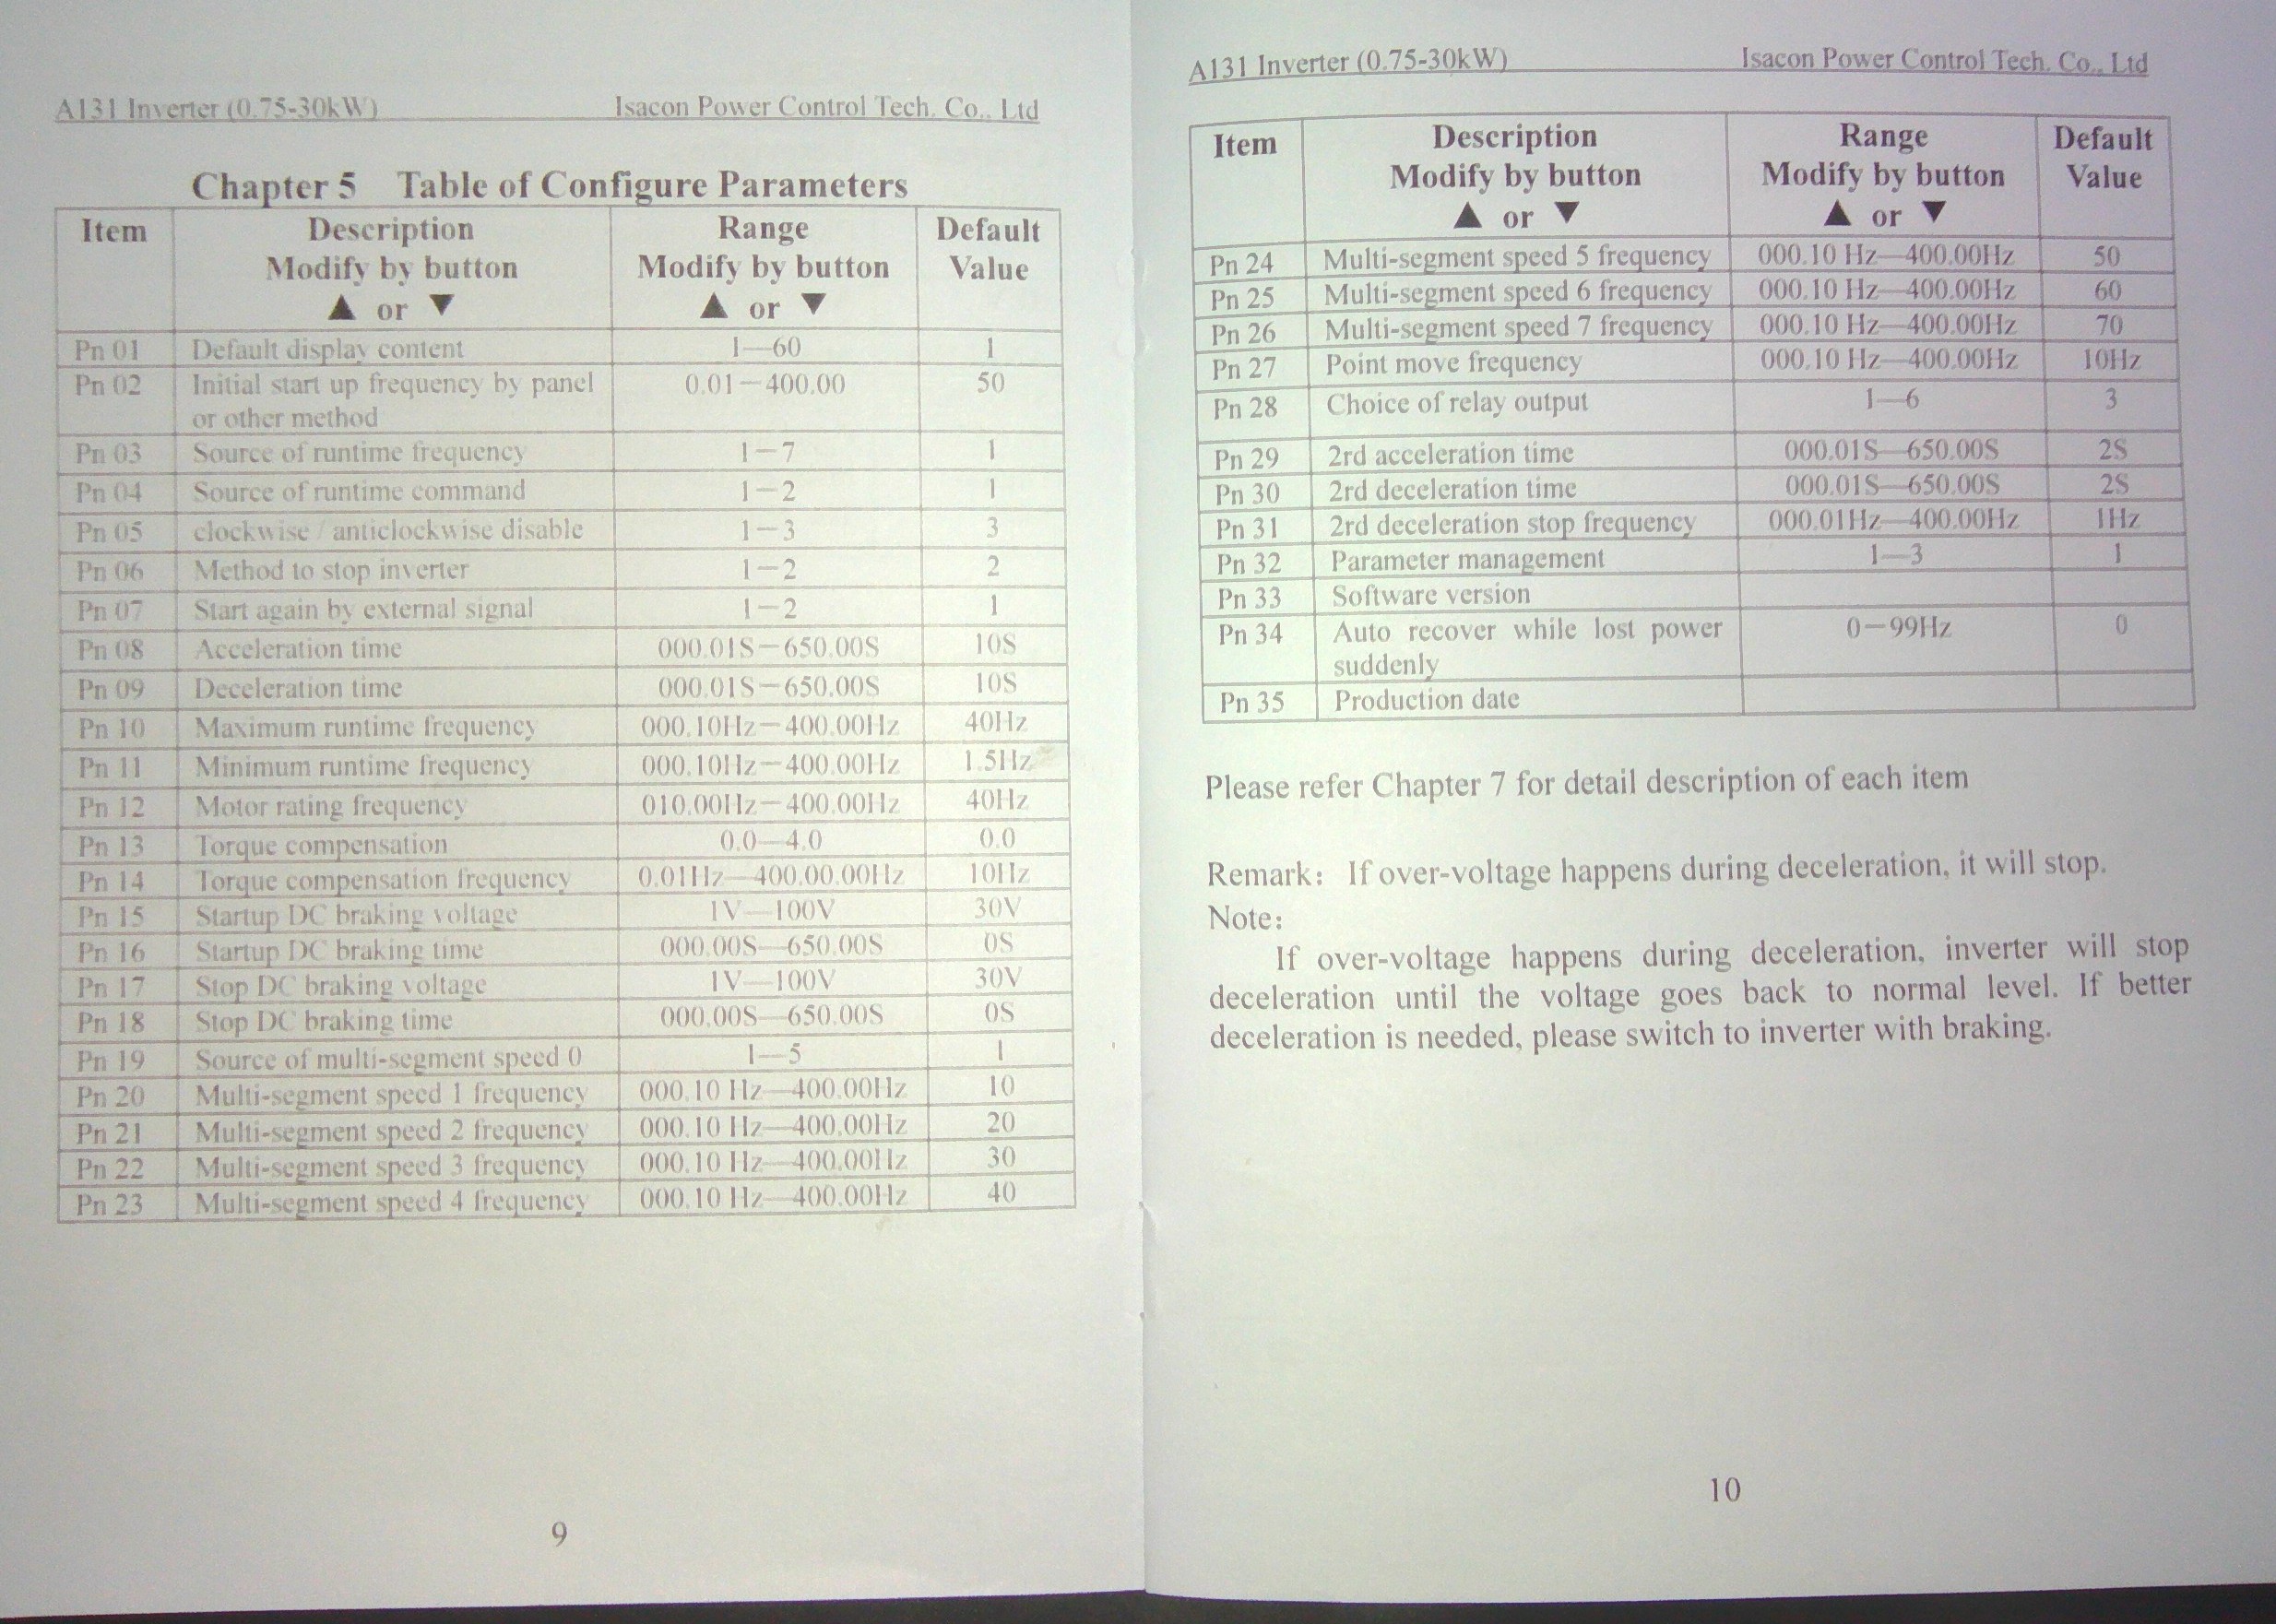 A131 Inverter (0.75-30kW) Isacon Power Control Tech. Co., Ltd
Chapter 5 Table of Configure Parameters
Item Description Range Default
Modify by button Modify by button Value
▲ or ▼ ▲ or ▼
Pn 01 Default display content 1—60 1
Pn 02 Initial start up frequency by panel 0.01—400.00 50
or other method
Pn 03 Source of runtime frequency 1—7 1
Pn 04 Source of runtime command 1—2 1
Pn 05 clockwise / anticlockwise disable 1—3 3
Pn 06 Method to stop inverter 1—2 2
Pn 07 Start again by external signal 1—2 1
Pn 08 Acceleration time 000.01S—650.00S 10S
Pn 09 Deceleration time 000.01S—650.00S 10S
Pn 10 Maximum runtime frequency 000.10Hz—400.00Hz 40Hz
Pn 11 Minimum runtime frequency 000.10Hz—400.00Hz 1.5Hz
Pn 12 Motor rating frequency 010.00Hz—400.00Hz 40Hz
Pn 13 Torque compensation 0.0—4.0 0.0
Pn 14 Torque compensation frequency 0.01Hz—400.00.00Hz 10Hz
Pn 15 Startup DC braking voltage 1V—100V 30V
Pn 16 Startup DC braking time 000.00S—650.00S 0S
Pn 17 Stop DC braking voltage 1V—100V 30V
Pn 18 Stop DC braking time 000.00S—650.00S 0S
Pn 19 Source of multi-segment speed 0 1—5 1
Pn 20 Multi-segment speed 1 frequency 000.10 Hz—400.00Hz 10
Pn 21 Multi-segment speed 2 frequency 000.10 Hz—400.00Hz 20
Pn 22 Multi-segment speed 3 frequency 000.10 Hz—400.00Hz 30
Pn 23 Multi-segment speed 4 frequency 000.10 Hz—400.00Hz 40
9
A131 Inverter (0.75-30kW) Isacon Power Control Tech. Co., Ltd
Item Description Range Default
Modify by button Modify by button Value
▲ or ▼ ▲ or ▼
Pn 24 Multi-segment speed 5 frequency 000.10 Hz—400.00Hz 50
Pn 25 Multi-segment speed 6 frequency 000.10 Hz—400.00Hz 60
Pn 26 Multi-segment speed 7 frequency 000.10 Hz—400.00Hz 70
Pn 27 Point move frequency 000.10 Hz—400.00Hz 10Hz
Pn 28 Choice of relay output 1—6 3
Pn 29 2rd acceleration time 000.01S—650.00S 2S
Pn 30 2rd deceleration time 000.01S—650.00S 2S
Pn 31 2rd deceleration stop frequency 000.01Hz—400.00Hz 1Hz
Pn 32 Parameter management 1—3 1
Pn 33 Software version
Pn 34 Auto recover while lost power 0—99Hz 0
suddenly
Pn 35 Production date
Please refer Chapter 7 for detail description of each item
Remark: If over-voltage happens during deceleration, it will stop.
Note:
If over-voltage happens during deceleration, inverter will stop
deceleration until the voltage goes back to normal level. If better
deceleration is needed, please switch to inverter with braking.
10